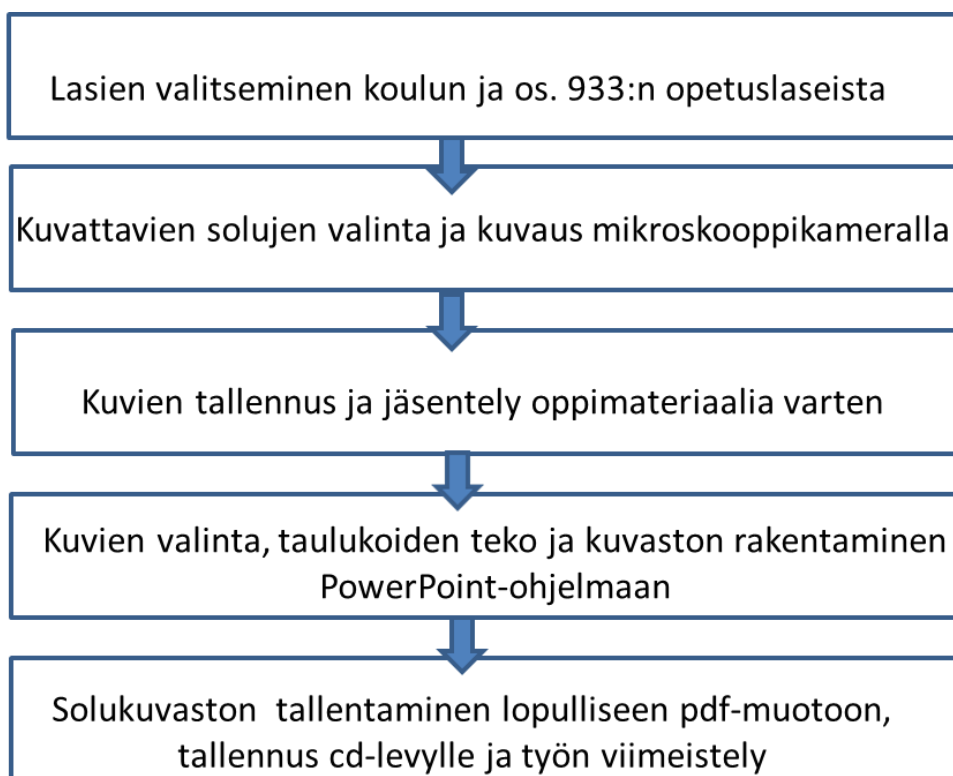 Lasien valitseminen koulun ja os. 933:n opetuslaseista
Kuvattavien solujen valinta ja kuvaus mikroskooppikameralla
Kuvien tallennus ja jäsentely oppimateriaalia varten
Kuvien valinta, taulukoiden teko ja kuvaston rakentaminen
PowerPoint-ohjelmaan
Solukuvaston tallentaminen lopulliseen pdf-muotoon,
tallennus cd-levylle ja työn viimeistely